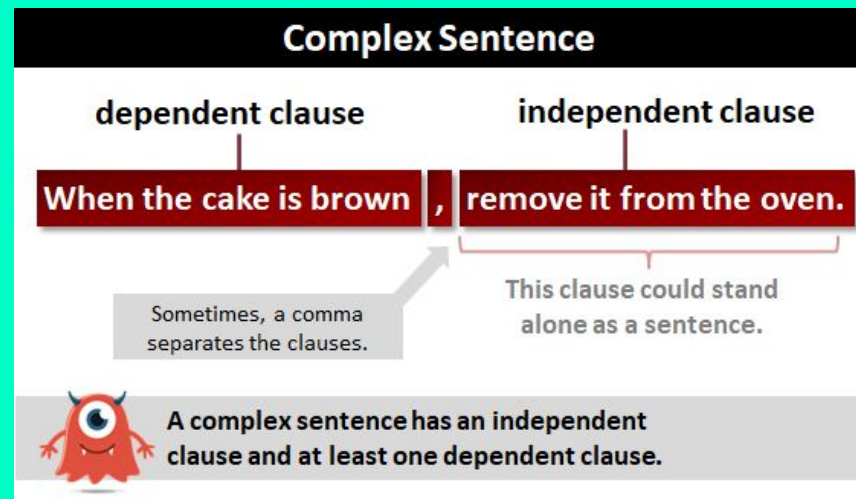 Complex Sentence
dependent clause
independent clause
When the cake is brown , remove it from the oven.
Sometimes, a comma
separates the clauses.
This clause could stand
alone as a sentence.
A complex sentence has an independent
clause and at least one dependent clause.